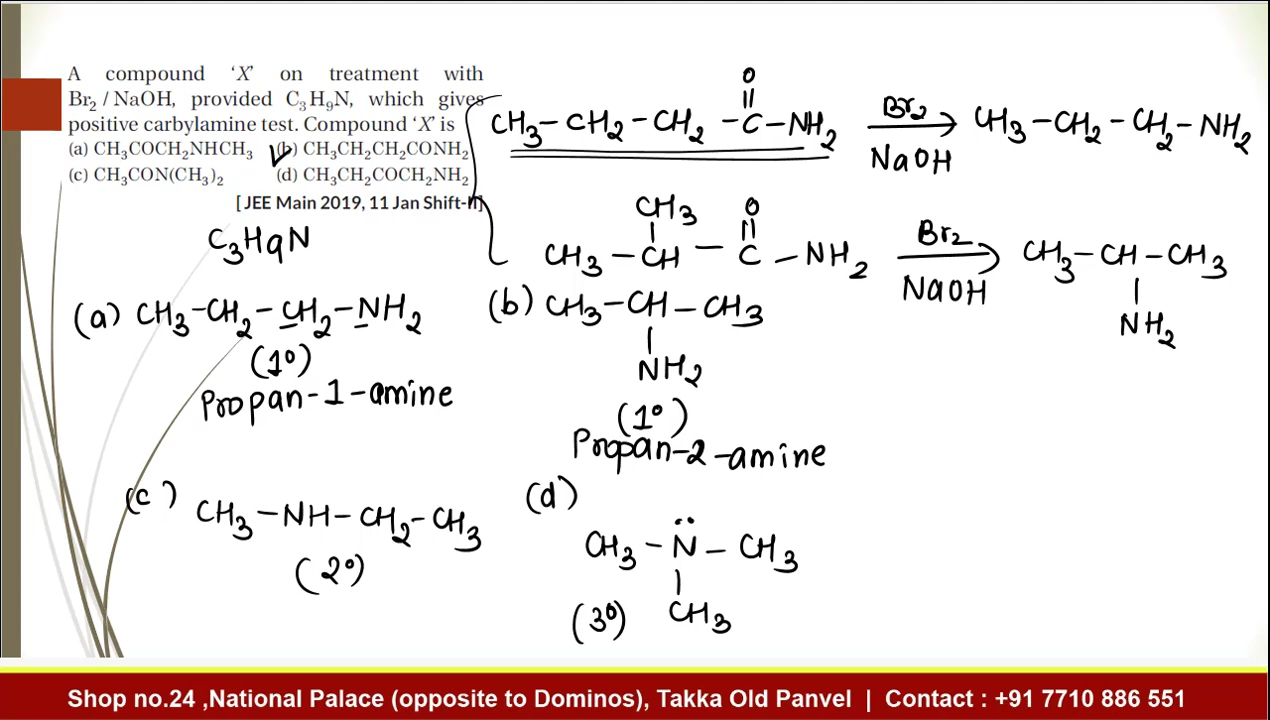 A compound ‘X’ on treatment with
Br2 / NaOH, provided C3H9N, which gives
positive carbylamine test. Compound ‘X’ is
(a) CH3COCH2NHCH3 (b) CH3CH2CH2CONH2
(c) CH3CON(CH3)2 (d) CH3CH2COCH2NH2
[ JEE Main 2019, 11 Jan Shift-II]
O
||
CH3-CH2-CH2-C-NH2 Br2 NaOH CH3-CH2-CH2-NH2
C3H9N
CH3 O
| ||
CH3-CH-C-NH2 Br2 NaOH CH3-CH-CH3
|
NH2
(a) CH3-CH2-CH2-NH2
(1°)
Propan-1-amine
(b) CH3-CH-CH3
|
NH2
(1°)
Propan-2-amine
(c) CH3-NH-CH2-CH3
(2°)
(d)
CH3-N̈-CH3
|
(3°) CH3
Shop no.24 ,National Palace (opposite to Dominos), Takka Old Panvel | Contact : +91 7710 886 551